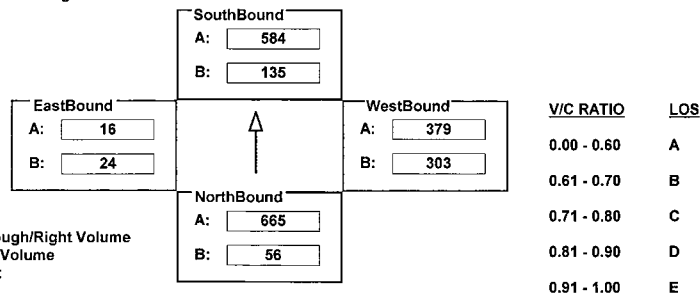 SouthBound
A: 584
B: 135
EastBound
A: 16
B: 24
WestBound
A: 379
B: 303
NorthBound
A: 665
B: 56
ough/Right Volume
Volume
V/C RATIO LOS
0.00 - 0.60 A
0.61 - 0.70 B
0.71 - 0.80 C
0.81 - 0.90 D
0.91 - 1.00 E